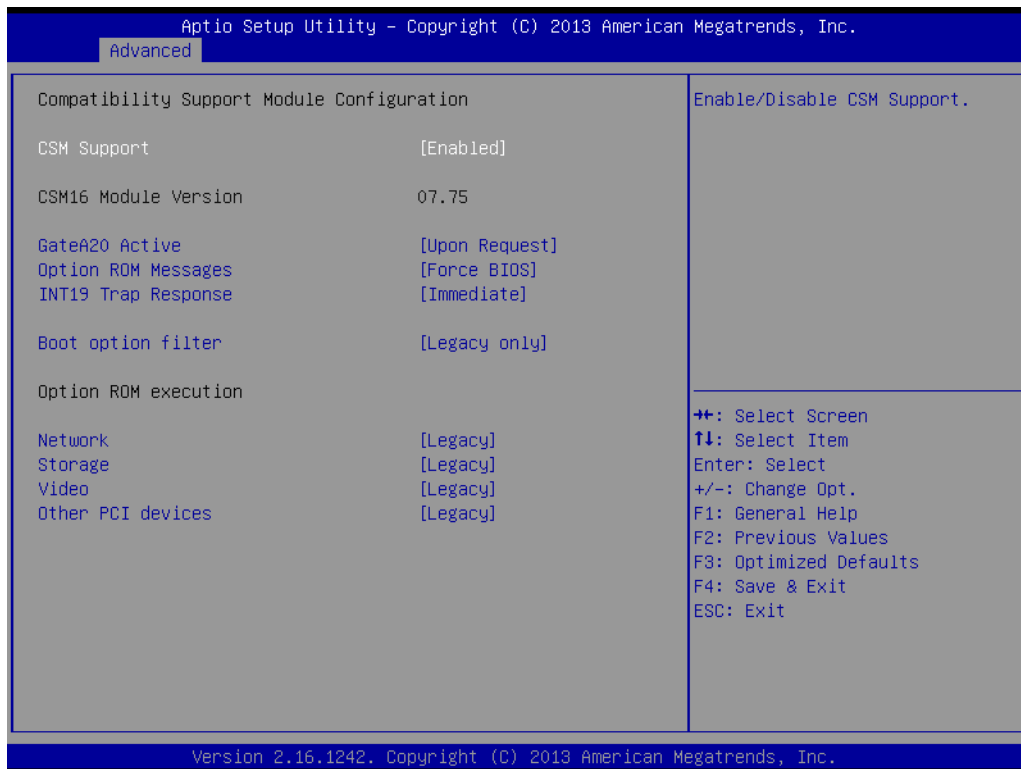 Aptio Setup Utility – Copyright (C) 2013 American Megatrends, Inc.
Advanced
Compatibility Support Module Configuration
CSM Support [Enabled]
CSM16 Module Version 07.75
GateA20 Active [Upon Request]
Option ROM Messages [Force BIOS]
INT19 Trap Response [Immediate]
Boot option filter [Legacy only]
Option ROM execution
Network [Legacy]
Storage [Legacy]
Video [Legacy]
Other PCI devices [Legacy]
Enable/Disable CSM Support.
→←: Select Screen
↑↓: Select Item
Enter: Select
+/-: Change Opt.
F1: General Help
F2: Previous Values
F3: Optimized Defaults
F4: Save & Exit
ESC: Exit
Version 2.16.1242. Copyright (C) 2013 American Megatrends, Inc.